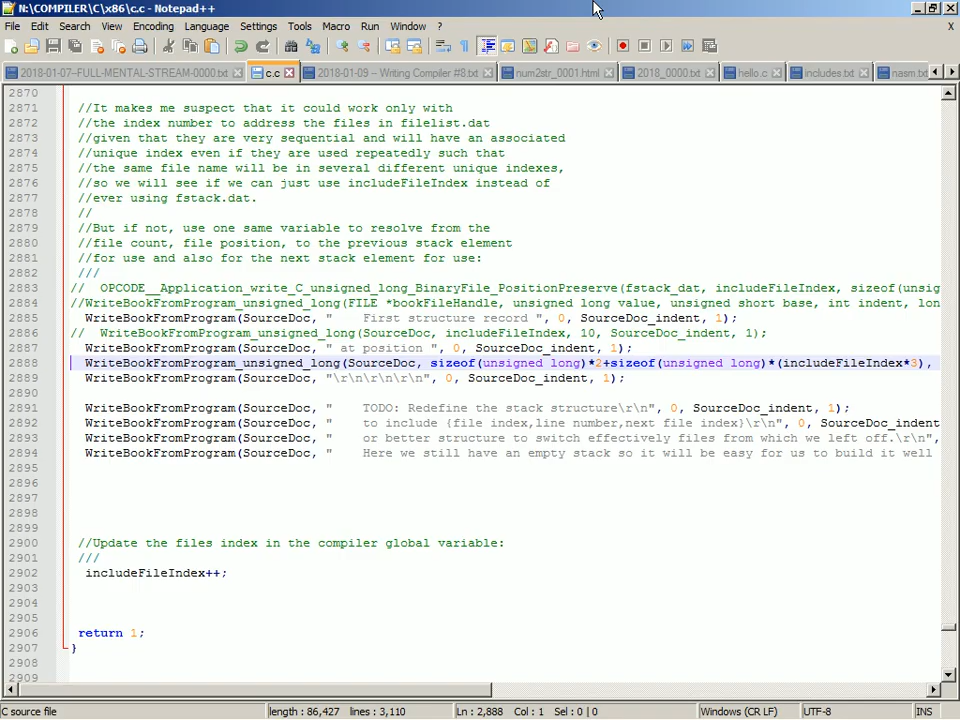 N:\COMPILER\C\x86\c.c - Notepad++
File Edit Search View Encoding Language Settings Tools Macro Run Window ? X
2018-01-07-FULL-MENTAL-STREAM-0000.txt c.c 2018-01-09 -- Writing Compiler #8.txt num2str_0001.html 2018_0000.txt hello.c includes.txt nasm.txt
2870
2871 //It makes me suspect that it could work only with
2872 //the index number to address the files in filelist.dat
2873 //given that they are very sequential and will have an associated
2874 //unique index even if they are used repeatedly such that
2875 //the same file name will be in several different unique indexes,
2876 //so we will see if we can just use includeFileIndex instead of
2877 //ever using fstack.dat.
2878 //
2879 //But if not, use one same variable to resolve from the
2880 //file count, file position, to the previous stack element
2881 //for use and also for the next stack element for use:
2882 ///
2883 // OPCODE__Application_write_C_unsigned_long_BinaryFile_PositionPreserve(fstack_dat, includeFileIndex, sizeof(unsig
2884 //WriteBookFromProgram_unsigned_long(FILE *bookFileHandle, unsigned long value, unsigned short base, int indent, lon
2885 WriteBookFromProgram(SourceDoc, "    First structure record ", 0, SourceDoc_indent, 1);
2886 //  WriteBookFromProgram_unsigned_long(SourceDoc, includeFileIndex, 10, SourceDoc_indent, 1);
2887 WriteBookFromProgram(SourceDoc, " at position ", 0, SourceDoc_indent, 1);
2888 WriteBookFromProgram_unsigned_long(SourceDoc, sizeof(unsigned long)*2+sizeof(unsigned long)*(includeFileIndex*3),
2889 WriteBookFromProgram(SourceDoc, "\r\n\r\n\r\n", 0, SourceDoc_indent, 1);
2890
2891 WriteBookFromProgram(SourceDoc, "    TODO: Redefine the stack structure\r\n", 0, SourceDoc_indent, 1);
2892 WriteBookFromProgram(SourceDoc, "    to include {file index,line number,next file index}\r\n", 0, SourceDoc_indent
2893 WriteBookFromProgram(SourceDoc, "    or better structure to switch effectively files from which we left off.\r\n",
2894 WriteBookFromProgram(SourceDoc, "    Here we still have an empty stack so it will be easy for us to build it well
2895
2896
2897
2898
2899
2900 //Update the files index in the compiler global variable:
2901 ///
2902 includeFileIndex++;
2903
2904
2905
2906 return 1;
2907 }
2908
2909
C source file length : 86,427 lines : 3,110 Ln : 2,888 Col : 1 Sel : 0 | 0 Windows (CR LF) UTF-8 INS